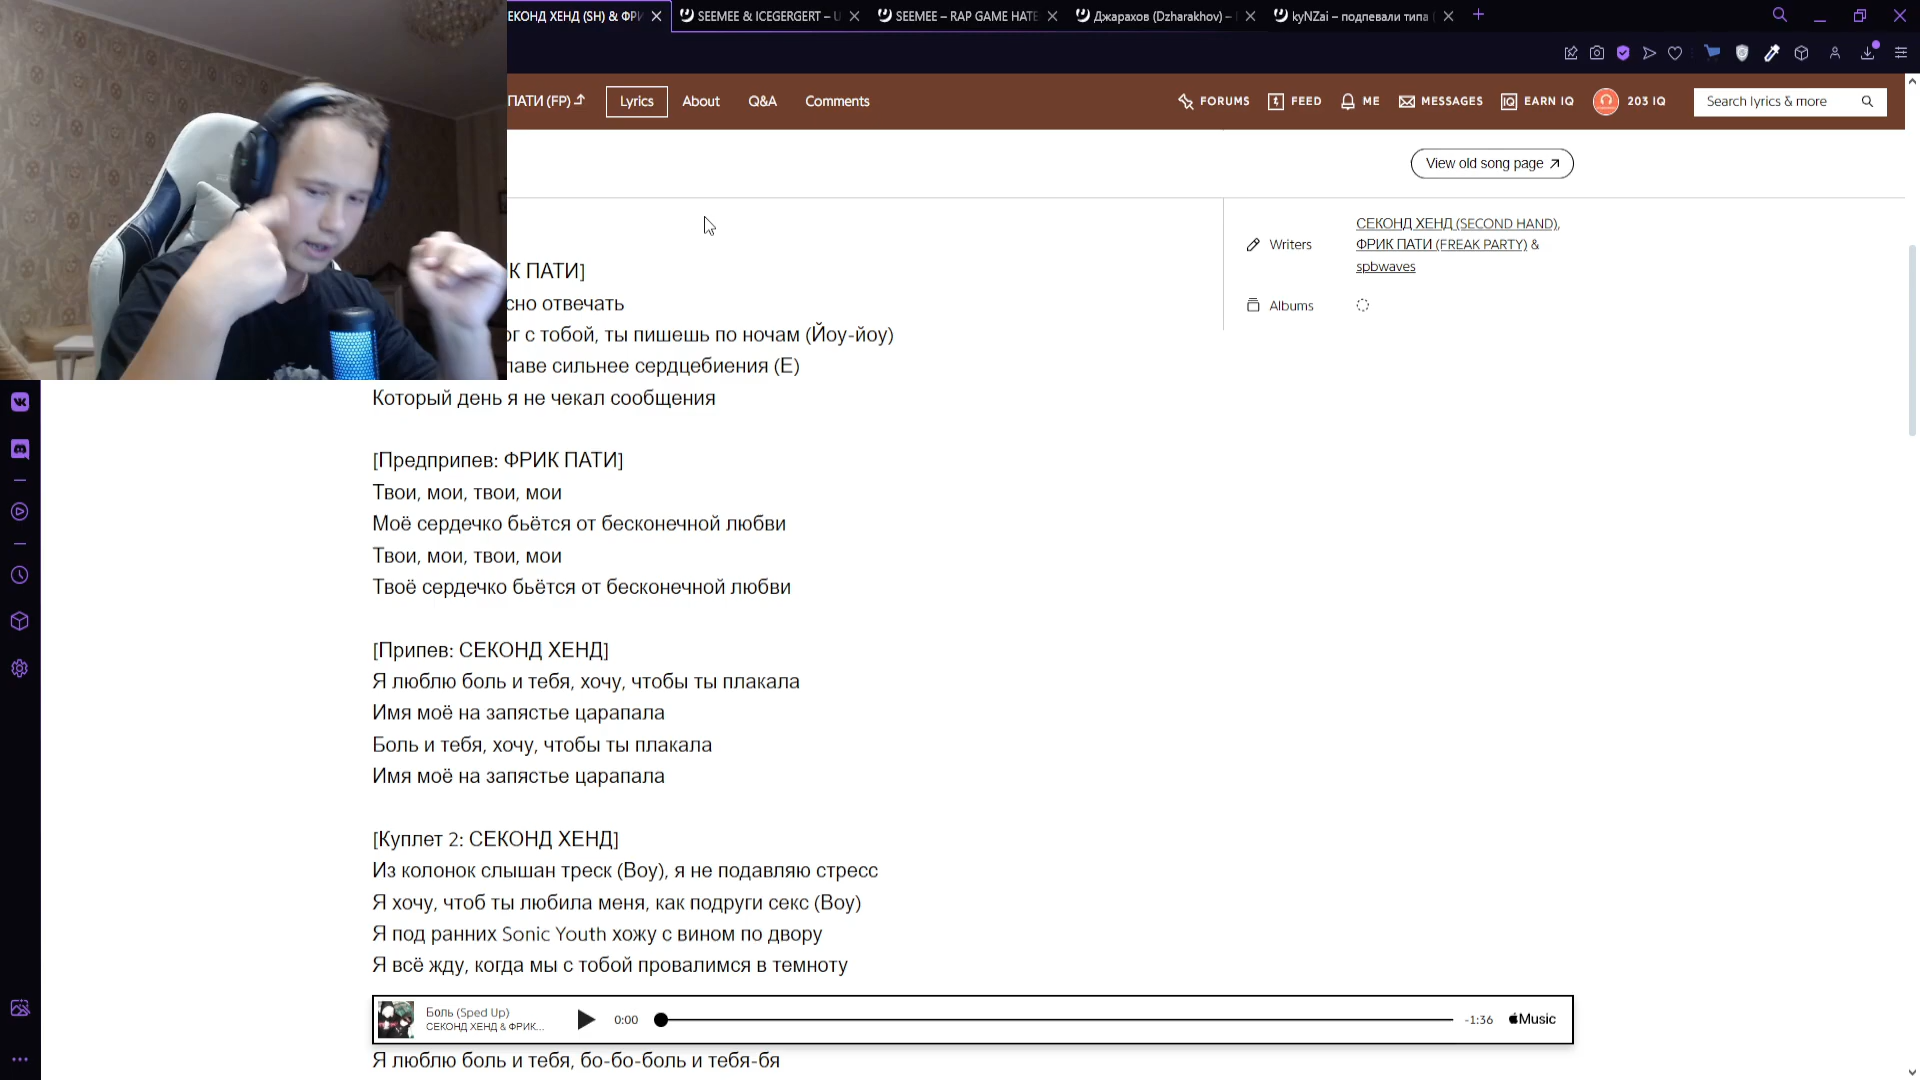 ЕКОНД ХЕНД (SH) & ФРИ
SEEMEE & ICEGERGERT – U
SEEMEE – RAP GAME HATE
Джарахов (Dzharakhov) –
kyNZai – подпевали типа
ПАТИ (FP)
Lyrics
About
Q&A
Comments
FORUMS
FEED
ME
MESSAGES
EARN IQ
203 IQ
Search lyrics & more
View old song page
Writers
СЕКОНД ХЕНД (SECOND HAND),
ФРИК ПАТИ (FREAK PARTY) &
spbwaves
Albums
К ПАТИ]
сно отвечать
ог с тобой, ты пишешь по ночам (Йоу-йоу)
лаве сильнее сердцебиения (Е)
Который день я не чекал сообщения
[Предприпев: ФРИК ПАТИ]
Твои, мои, твои, мои
Моё сердечко бьётся от бесконечной любви
Твои, мои, твои, мои
Твоё сердечко бьётся от бесконечной любви
[Припев: СЕКОНД ХЕНД]
Я люблю боль и тебя, хочу, чтобы ты плакала
Имя моё на запястье царапала
Боль и тебя, хочу, чтобы ты плакала
Имя моё на запястье царапала
[Куплет 2: СЕКОНД ХЕНД]
Из колонок слышан треск (Воу), я не подавляю стресс
Я хочу, чтоб ты любила меня, как подруги секс (Воу)
Я под ранних Sonic Youth хожу с вином по двору
Я всё жду, когда мы с тобой провалимся в темноту
Боль (Sped Up)
СЕКОНД ХЕНД & ФРИК...
0:00
-1:36
Music
Я люблю боль и тебя, бо-бо-боль и тебя-бя